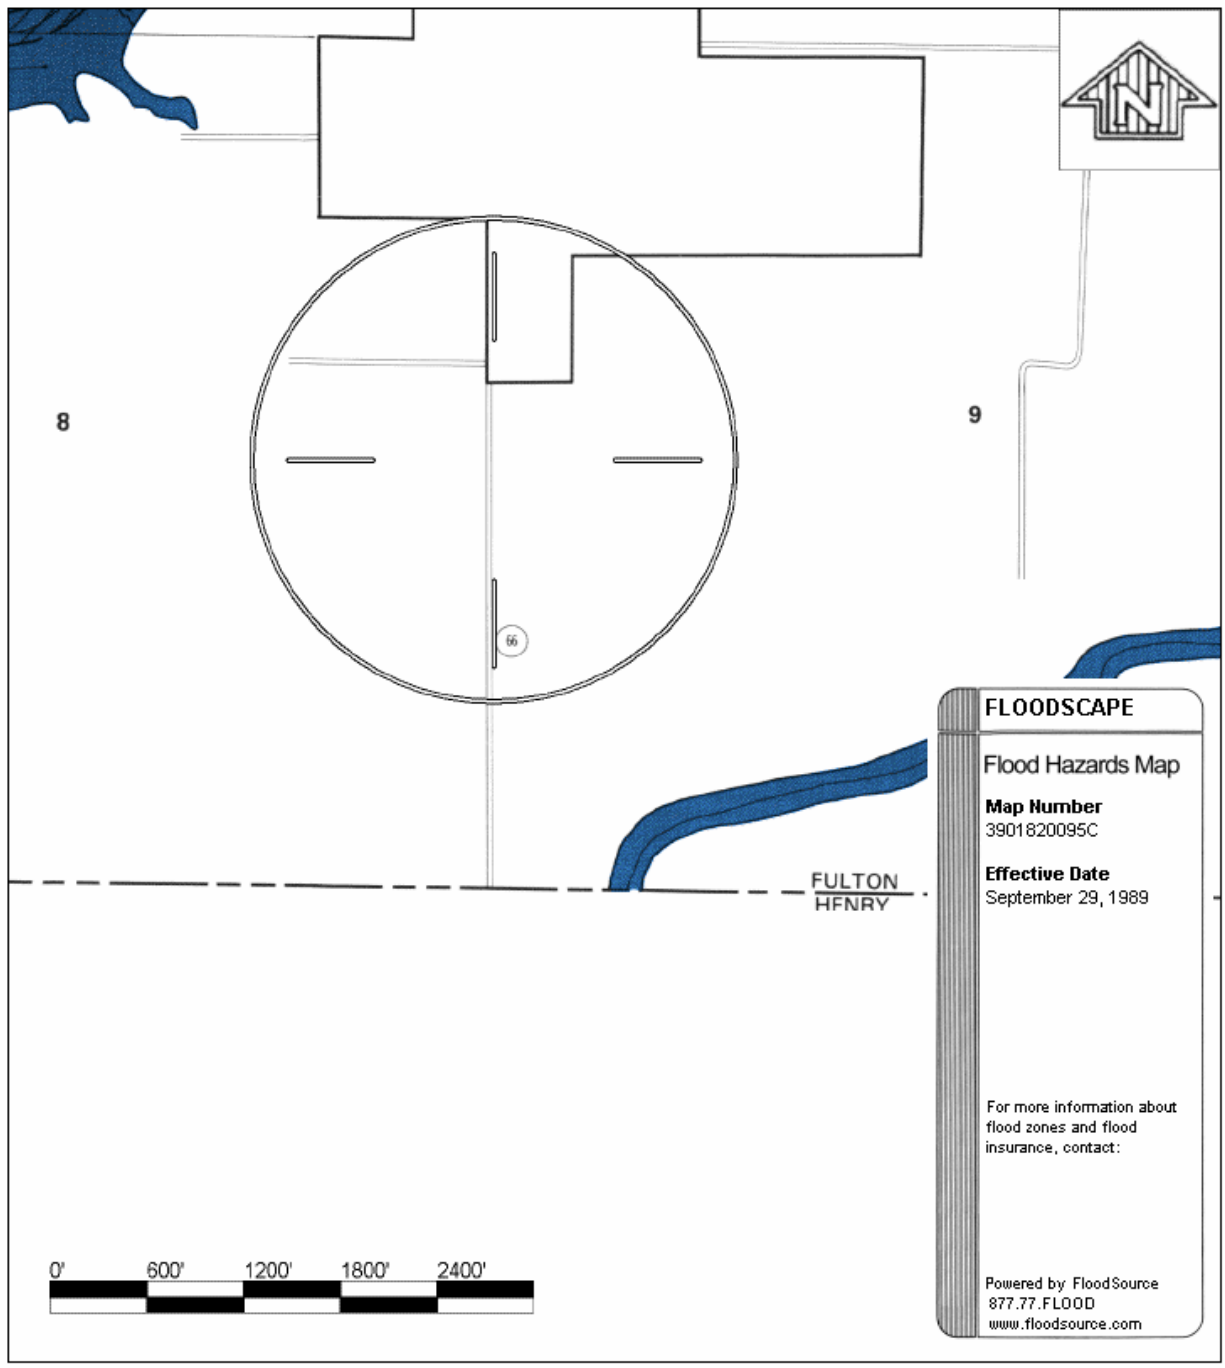 N
8
9
66
FULTON
HENRY
FLOODSCAPE
Flood Hazards Map
Map Number
3901820095C
Effective Date
September 29, 1989
For more information about
flood zones and flood
insurance, contact:
Powered by FloodSource
877.77.FLOOD
www.floodsource.com
0' 600' 1200' 1800' 2400'